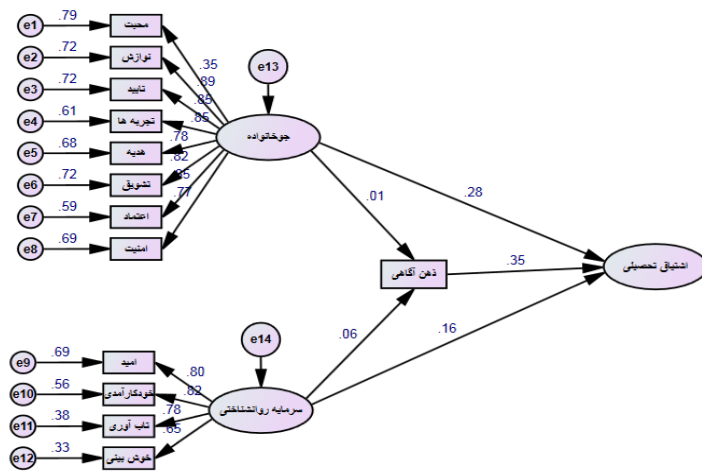 e1 .79 محبت
e2 .72 نوازش
e3 .72 تایید
e4 .61 تجربه ها
e5 .68 هدیه
e6 .72 تشویق
e7 .59 اعتماد
e8 .69 امنیت
.35
.89
.85
.85
.78
.82
.85
.77
e13
جوخانواده
.28
.01
ذهن آگاهی
.35
اشتیاق تحصیلی
.06
.16
e14
سرمایه روانشناختی
e9 .69 امید
e10 .56 خودکارآمدی
e11 .38 تاب آوری
e12 .33 خوش بینی
.80
.82
.78
.65